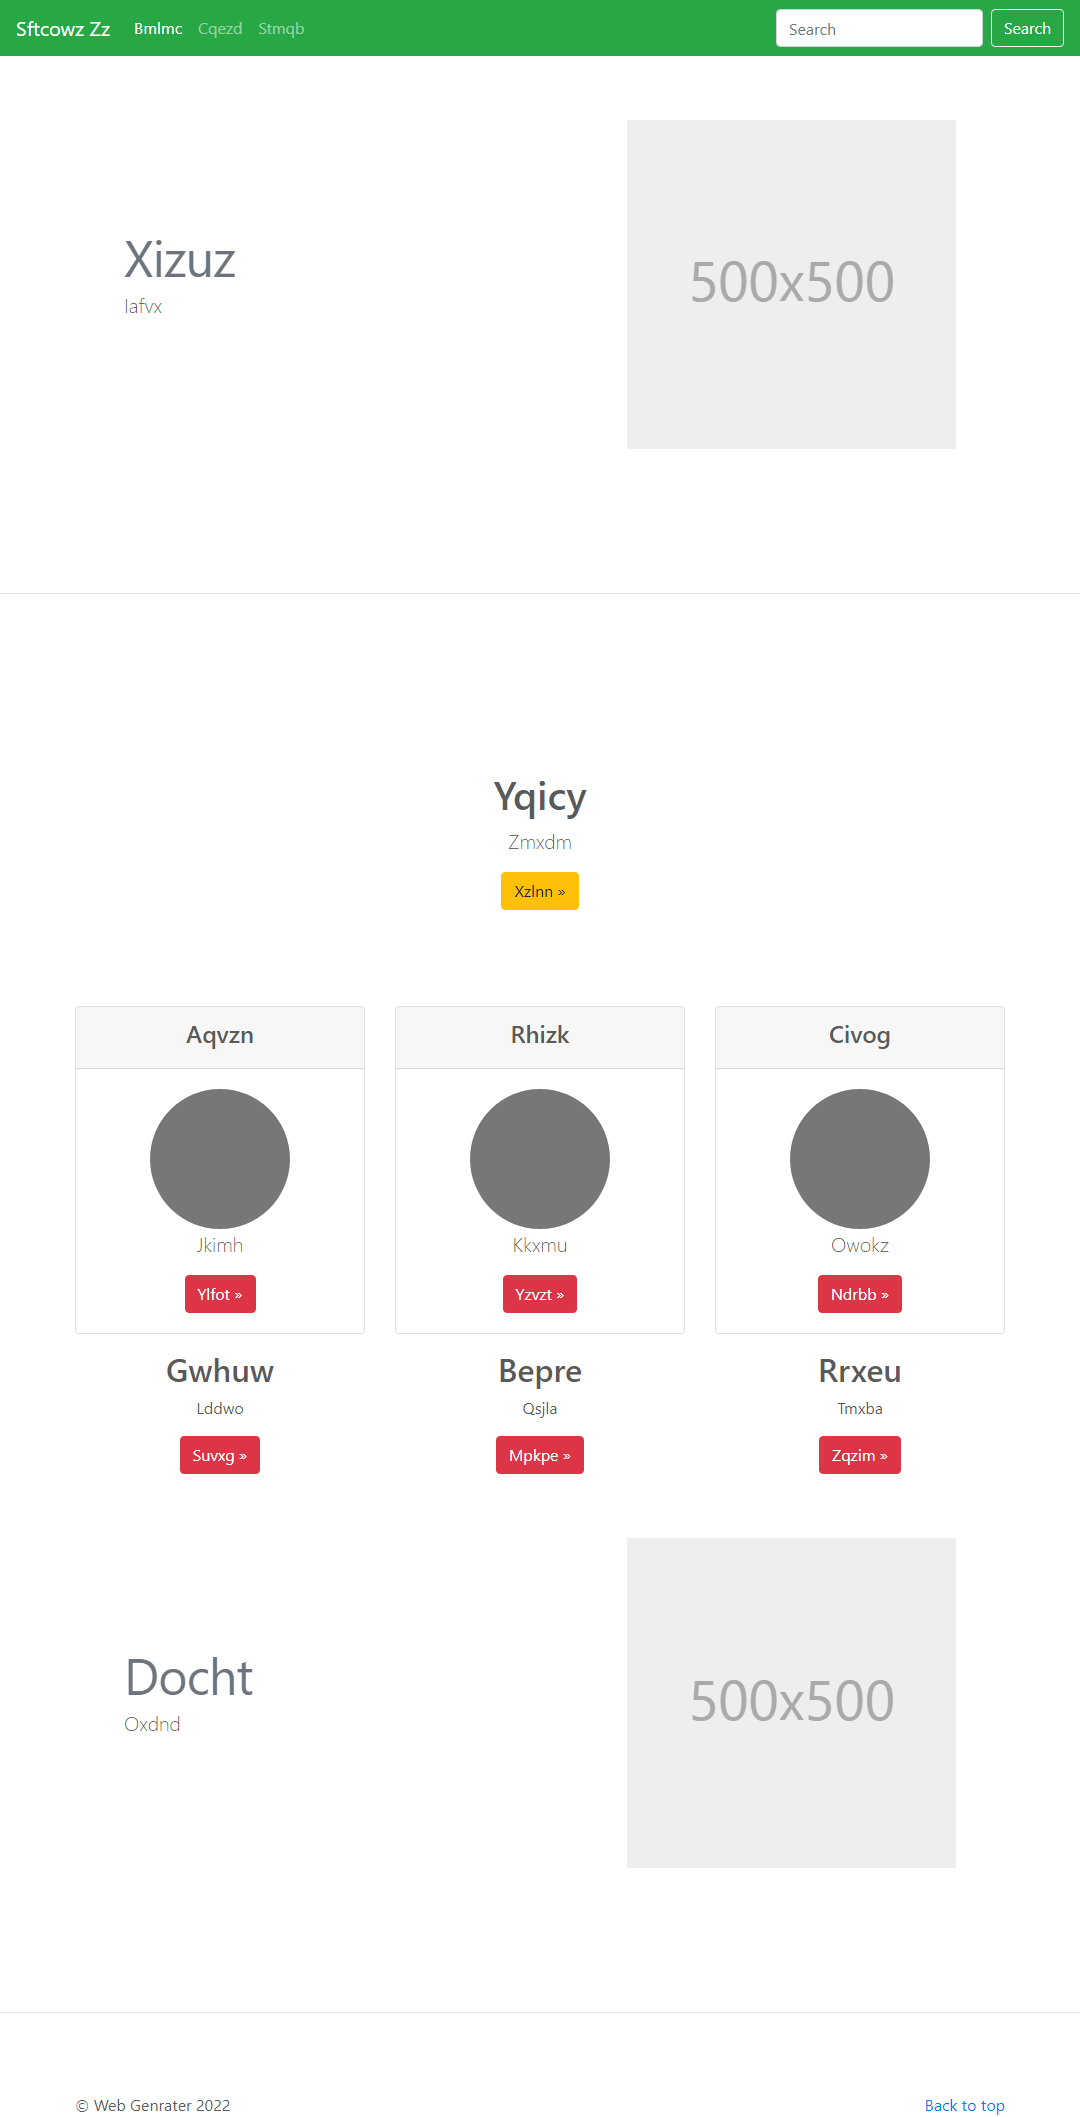 Sftcowz Zz Bmlmc Cqezd Stmqb Search Search
Xizuz
500x500
Yqicy
Zmxdm
Xzlnn »
Aqvzn Rhizk Civog
Jkimh Kkxmu Owokz
Ylfot » Yzvzt » Ndrbb »
Gwhuw Bepre Rrxeu
Lddwo Qsjla Tmxba
Suvxg » Mpkpe » Zqzim »
Docht
Oxdnd
500x500
© Web Genrater 2022 Back to top